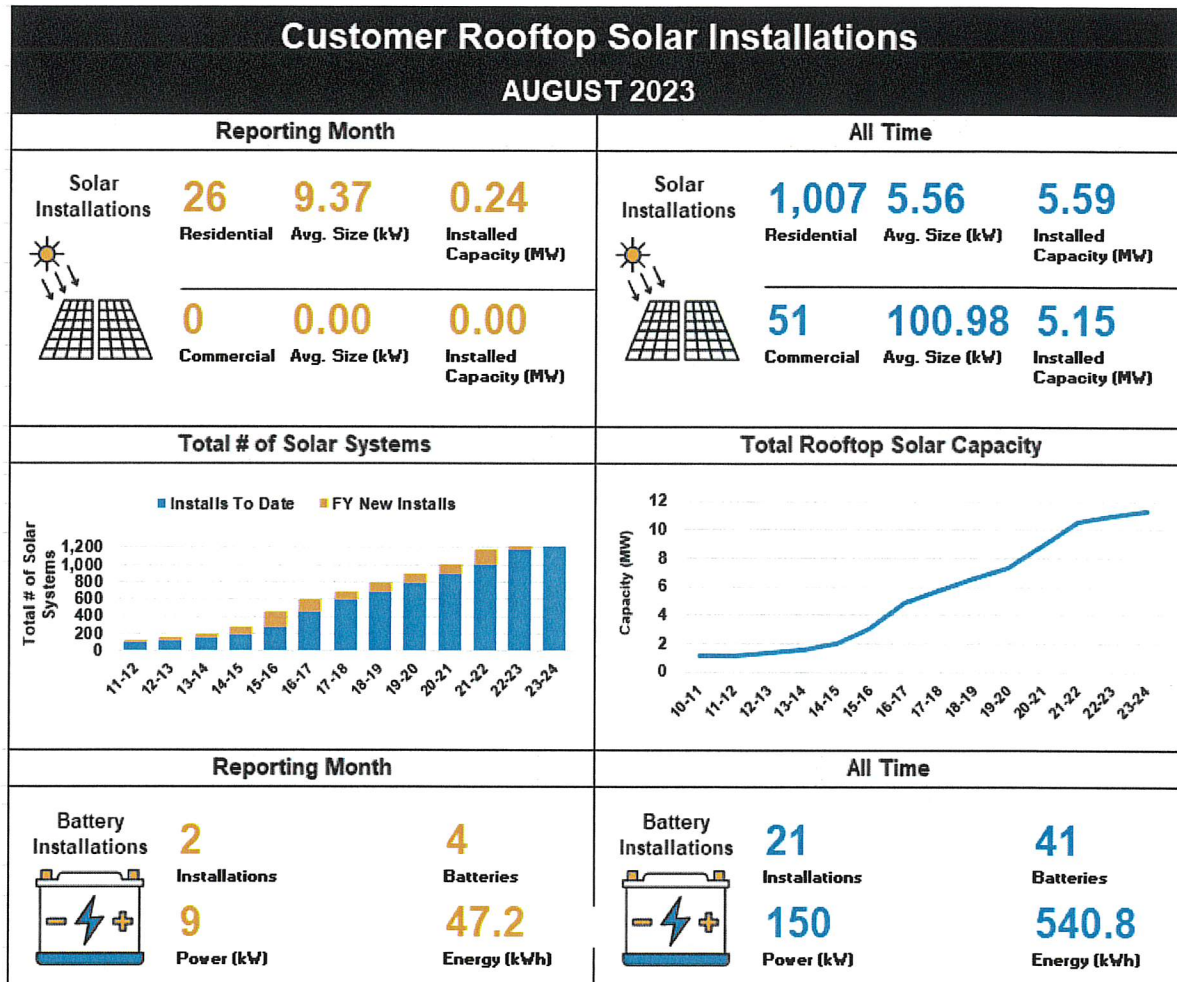 Customer Rooftop Solar Installations
AUGUST 2023
Reporting Month
Solar
Installations
26 9.37 0.24
Residential Avg. Size (kW) Installed
Capacity (MW)
0 0.00 0.00
Commercial Avg. Size (kW) Installed
Capacity (MW)
All Time
Solar
Installations
1,007 5.56 5.59
Residential Avg. Size (kW) Installed
Capacity (MW)
51 100.98 5.15
Commercial Avg. Size (kW) Installed
Capacity (MW)
Total # of Solar Systems
Installs To Date FY New Installs
Total # of Solar
Systems
1,200
1,000
800
600
400
200
0
11-12 12-13 13-14 14-15 15-16 16-17 17-18 18-19 19-20 20-21 21-22 22-23 23-24
Total Rooftop Solar Capacity
Capacity (MW)
12
10
8
6
4
2
0
10-11 11-12 12-13 13-14 14-15 15-16 16-17 17-18 18-19 19-20 20-21 21-22 22-23 23-24
Reporting Month
Battery
Installations
2 4
Installations Batteries
9 47.2
Power (kW) Energy (kWh)
All Time
Battery
Installations
21 41
Installations Batteries
150 540.8
Power (kW) Energy (kWh)